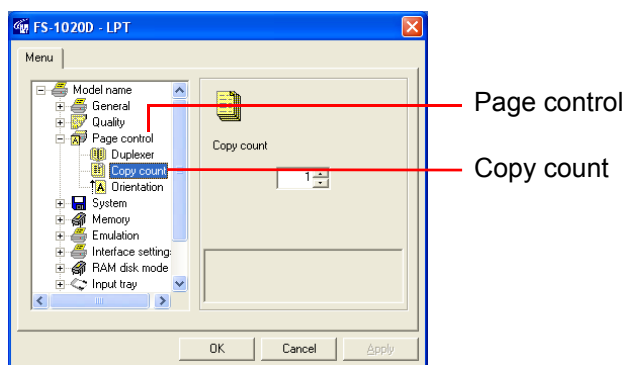 FS-1020D - LPT
Menu
Model name
General
Quality
Page control
Duplexer
Copy count
Orientation
System
Memory
Emulation
Interface setting:
RAM disk mode
Input tray
Copy count
1
OK Cancel Apply
Page control
Copy count